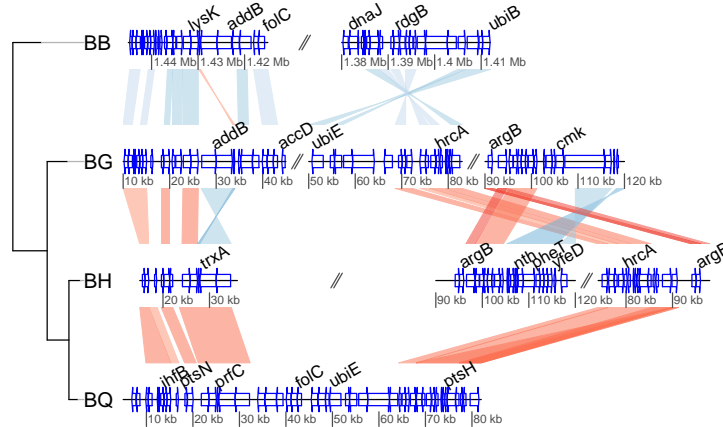 lysK addB folC dnaJ rdgB ubiB
BB
1.44 Mb 1.43 Mb 1.42 Mb 1.38 Mb 1.39 Mb 1.4 Mb 1.41 Mb
addB accD ubiE hrcA argB cmk
BG
10 kb 20 kb 30 kb 40 kb 50 kb 60 kb 70 kb 80 kb 90 kb 100 kb 110 kb 120 kb
trxA argB ntb pheT yfeD hrcA argF
BH
20 kb 30 kb 90 kb 100 kb 110 kb 120 kb 80 kb 90 kb
ihfB ptsN prfC folC ubiE ptsH
BQ
10 kb 20 kb 30 kb 40 kb 50 kb 60 kb 70 kb 80 kb